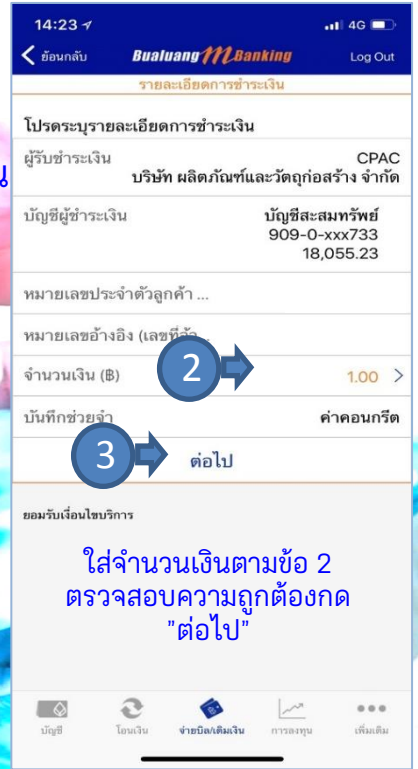 14:23
4G
ย้อนกลับ
Bualuang mBanking
Log Out
รายละเอียดการชำระเงิน
โปรดระบุรายละเอียดการชำระเงิน
ผู้รับชำระเงิน
CPAC
บริษัท ผลิตภัณฑ์และวัตถุก่อสร้าง จำกัด
บัญชีผู้ชำระเงิน
บัญชีสะสมทรัพย์
909-0-xxx733
18,055.23
หมายเลขประจำตัวลูกค้า ...
หมายเลขอ้างอิง (เลขที่
จำนวนเงิน (฿)
2
1.00
บันทึกช่วยจำ
ค่าคอนกรีต
3
ต่อไป
ยอมรับเงื่อนไขบริการ
ใส่จำนวนเงินตามข้อ 2
ตรวจสอบความถูกต้องกด
"ต่อไป"
บัญชี
โอนเงิน
จ่ายบิล/เติมเงิน
การลงทุน
เพิ่มเติม